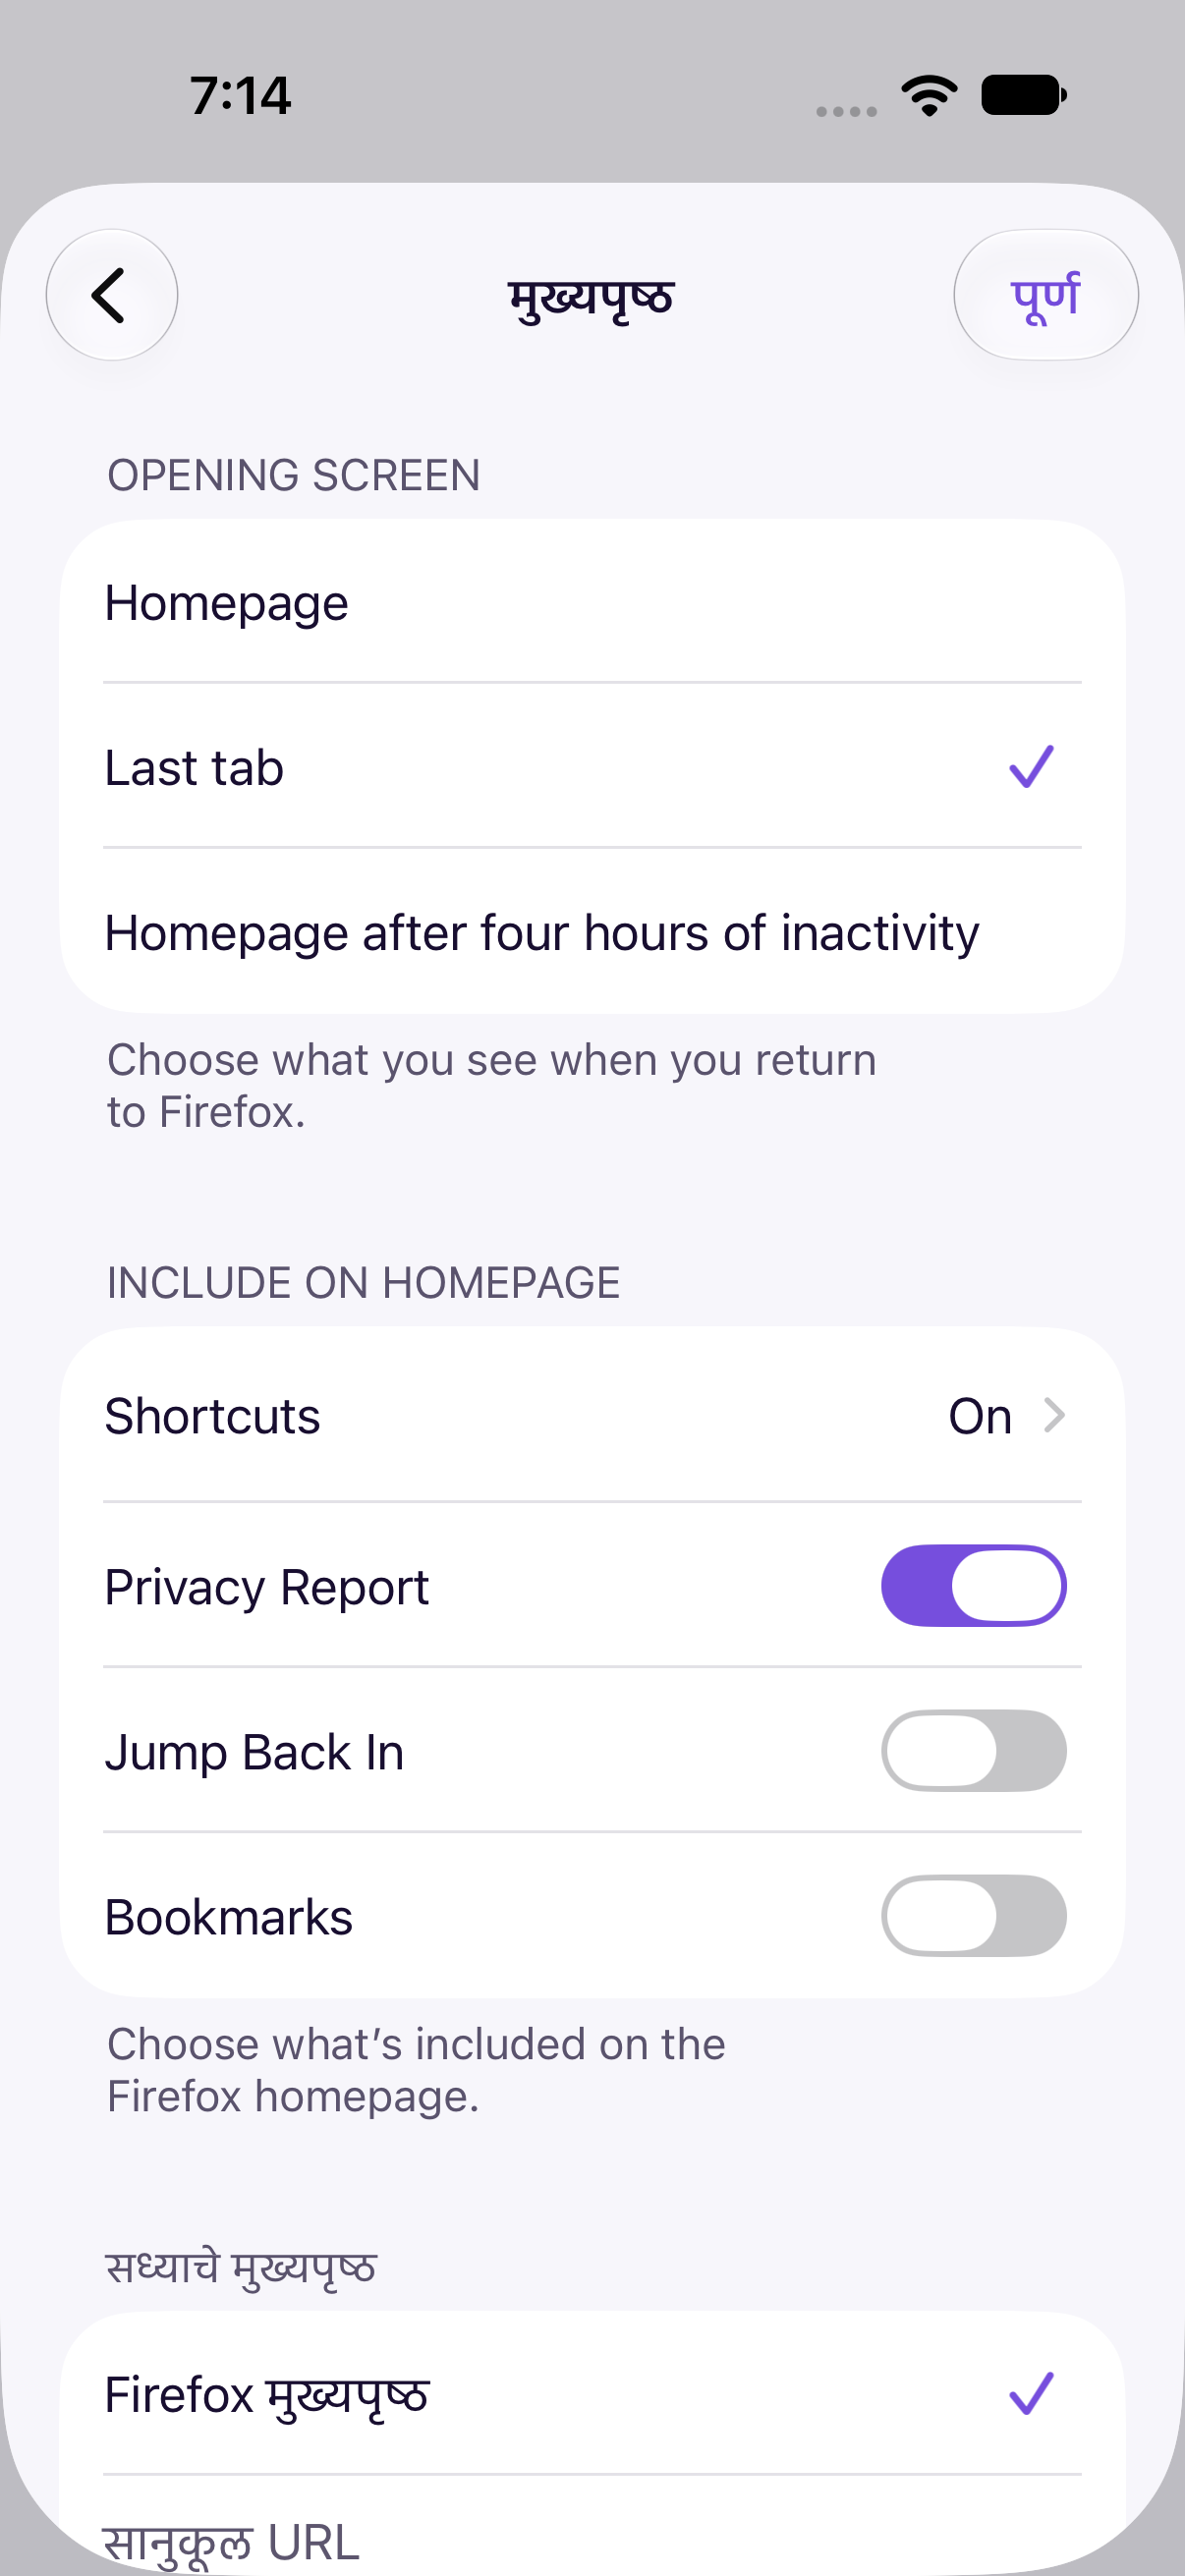 7:14
मुख्यपृष्ठ
पूर्ण
OPENING SCREEN
Homepage
Last tab
Homepage after four hours of inactivity
Choose what you see when you return
to Firefox.
INCLUDE ON HOMEPAGE
Shortcuts On
Privacy Report
Jump Back In
Bookmarks
Choose what’s included on the
Firefox homepage.
सध्याचे मुख्यपृष्ठ
Firefox मुख्यपृष्ठ
सानुकूल URL